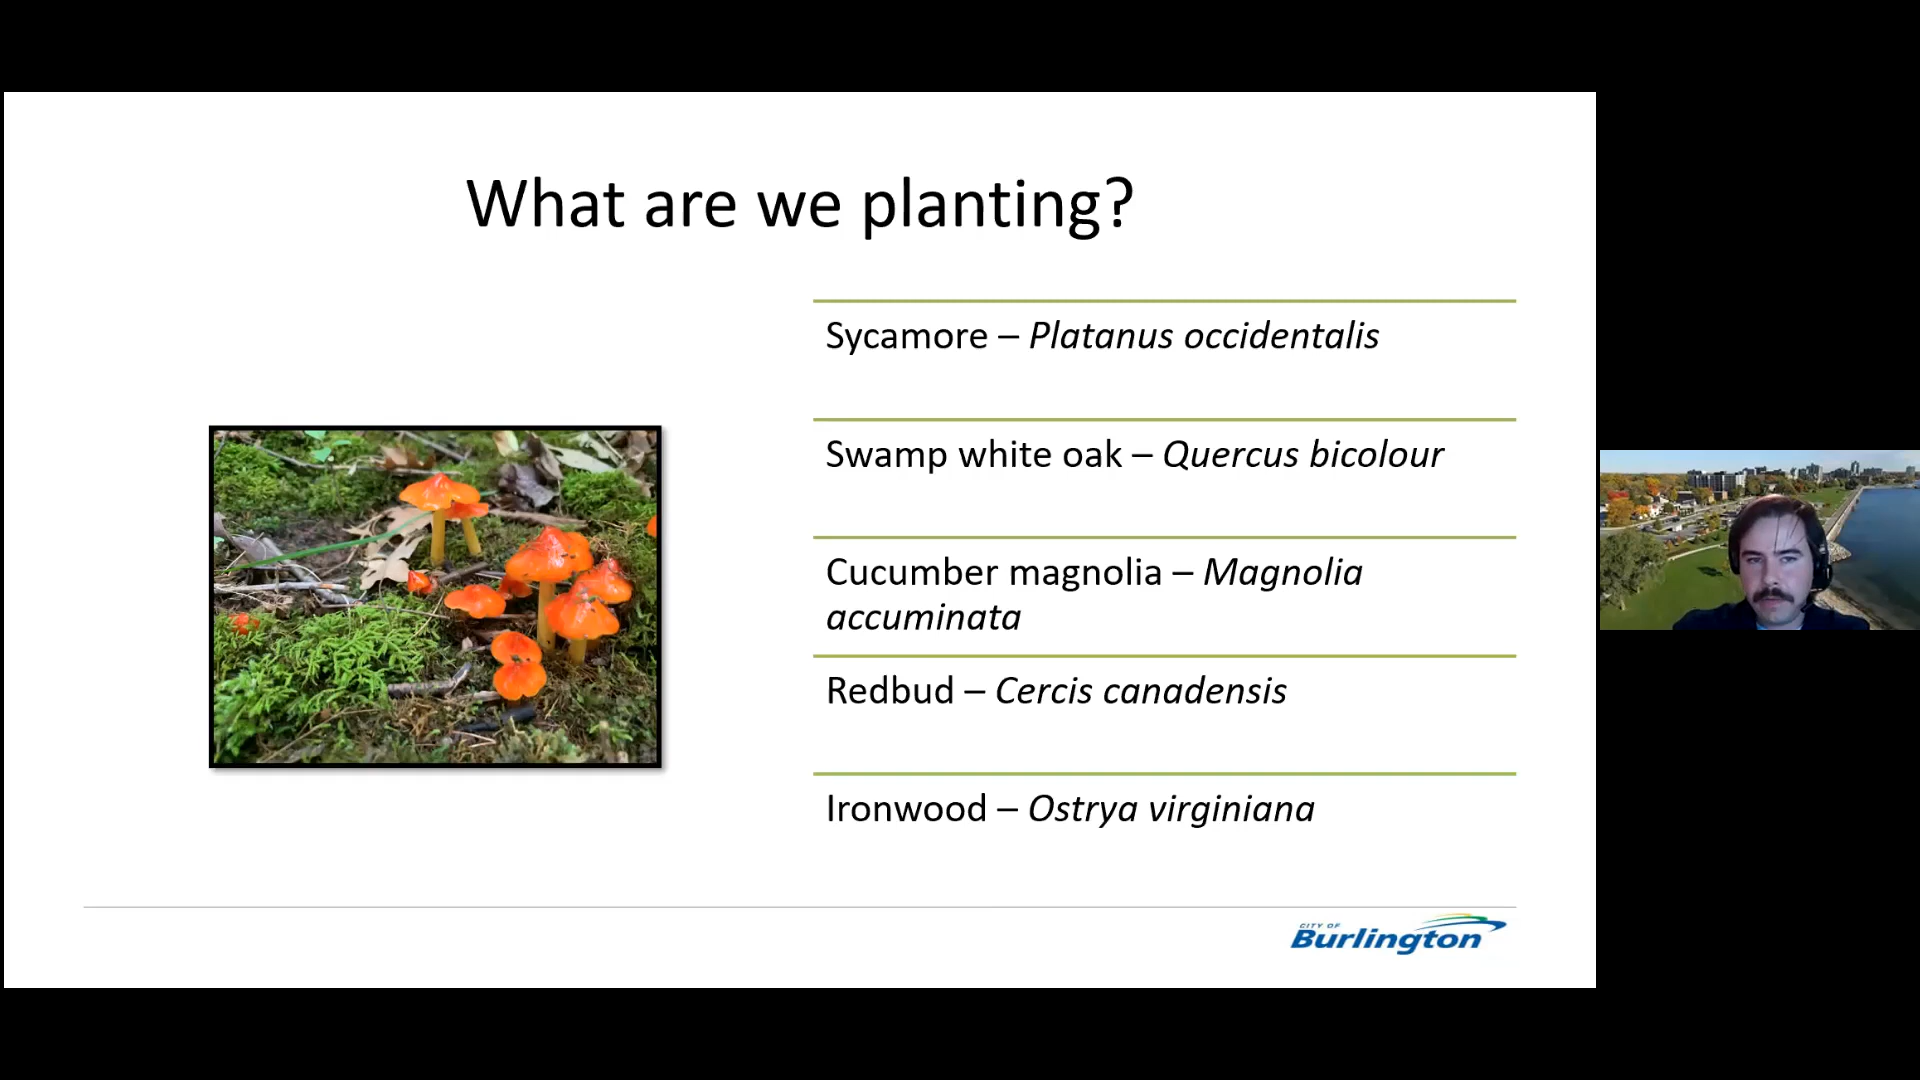 What are we planting?
Sycamore – Platanus occidentalis
Swamp white oak – Quercus bicolour
Cucumber magnolia – Magnolia
accuminata
Redbud – Cercis canadensis
Ironwood – Ostrya virginiana
CITY OF
Burlington